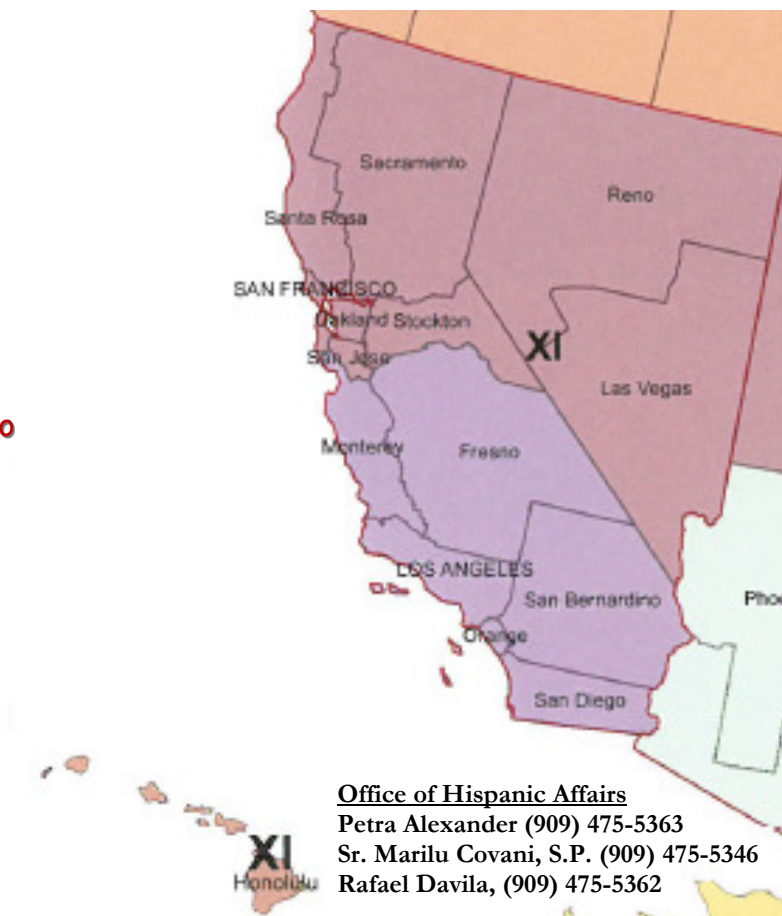 Sacramento
Reno
Santa Rosa
SAN FRANCISCO
Oakland Stockton
XI
San Jose
Las Vegas
o
Monterey
Fresno
LOS ANGELES
San Bernardino
Phoe
Orange
San Diego
Office of Hispanic Affairs
Petra Alexander (909) 475-5363
Sr. Marilu Covani, S.P. (909) 475-5346
Rafael Davila, (909) 475-5362
XI
Honolulu